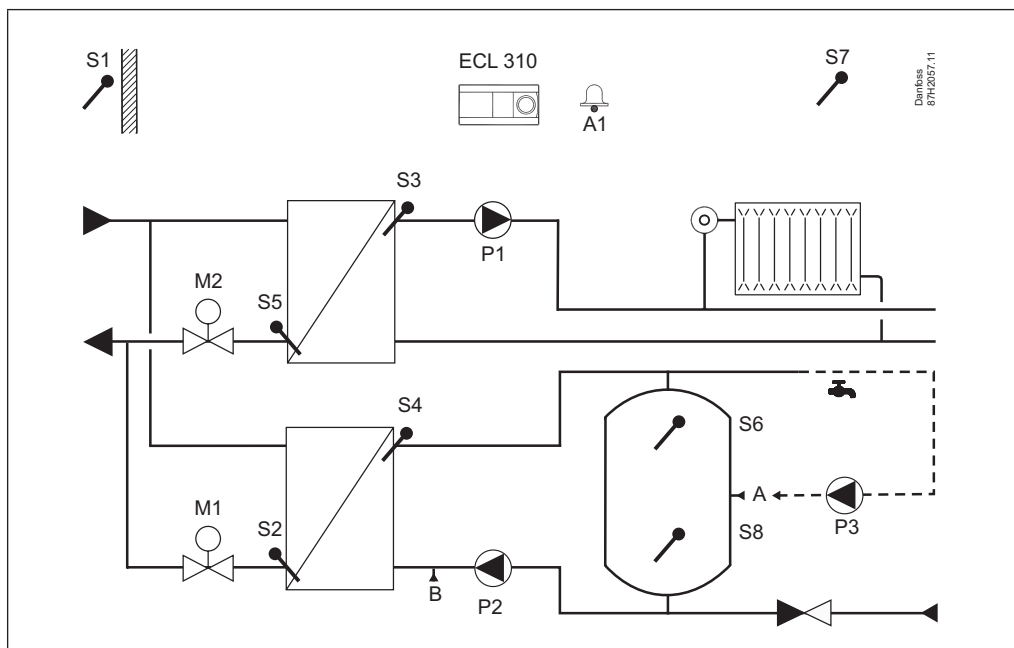 S1
ECL 310
S7
Danfoss
87H2057.11
A1
S3
P1
M2
S5
S4
S6
A
M1
S2
S8
P3
B
P2